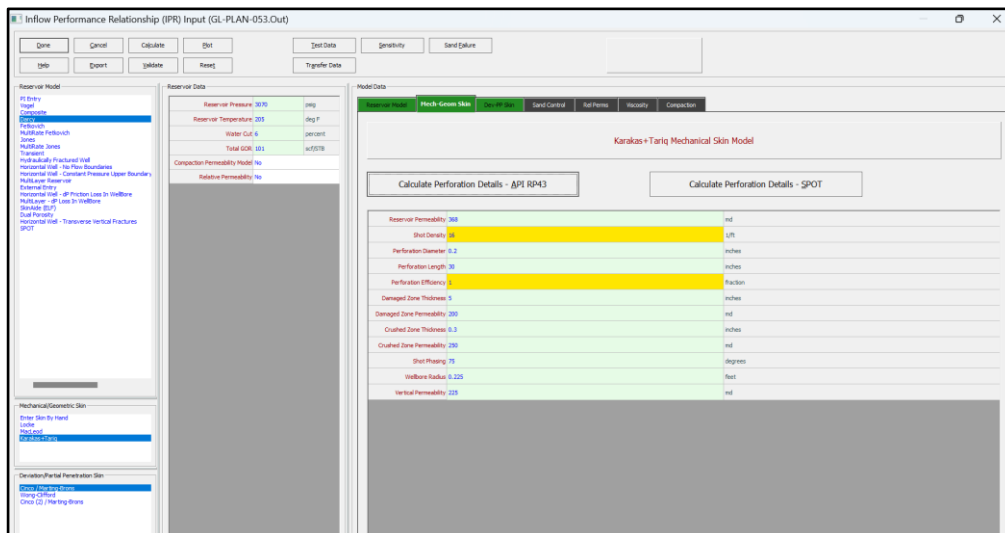 Inflow Performance Relationship (IPR) Input (GL-PLAN-053.Out)
Done Cancel Calculate Plot Test Data Sensitivity Sand Failure
Help Export Validate Reset Transfer Data
Reservoir Model
PI Entry
Vogel
Composite
Darcy
Fetkovich
MultiRate Fetkovich
Jones
MultiRate Jones
Transient
Hydraulically Fractured Well
Horizontal Well - No Flow Boundaries
Horizontal Well - Constant Pressure Upper Boundary
MultiLayer Reservoir
External Entry
Horizontal Well - dP Friction Loss In WellBore
MultiLayer - dP Loss In WellBore
SkinAide (ELF)
Dual Porosity
Horizontal Well - Transverse Vertical Fractures
SPOT
Mechanical/Geometric Skin
Enter Skin By Hand
Locke
MacLeod
Karakas+Tariq
Deviation/Partial Penetration Skin
Cinco / Marting-Brons
Wong-Clifford
Cinco (2) / Marting-Brons
Reservoir Data
Reservoir Pressure 3070 psig
Reservoir Temperature 205 deg F
Water Cut 6 percent
Total GOR 101 scf/STB
Compaction Permeability Model No
Relative Permeability No
Model Data
Reservoir Model Mech-Geom Skin Dev-PP Skin Sand Control Rel Perms Viscosity Compaction
Karakas+Tariq Mechanical Skin Model
Calculate Perforation Details - API RP43 Calculate Perforation Details - SPOT
Reservoir Permeability 368 md
Shot Density 16 1/ft
Perforation Diameter 0.2 inches
Perforation Length 30 inches
Perforation Efficiency 1 fraction
Damaged Zone Thickness 5 inches
Damaged Zone Permeability 200 md
Crushed Zone Thickness 0.3 inches
Crushed Zone Permeability 250 md
Shot Phasing 75 degrees
Wellbore Radius 0.225 feet
Vertical Permeability 225 md